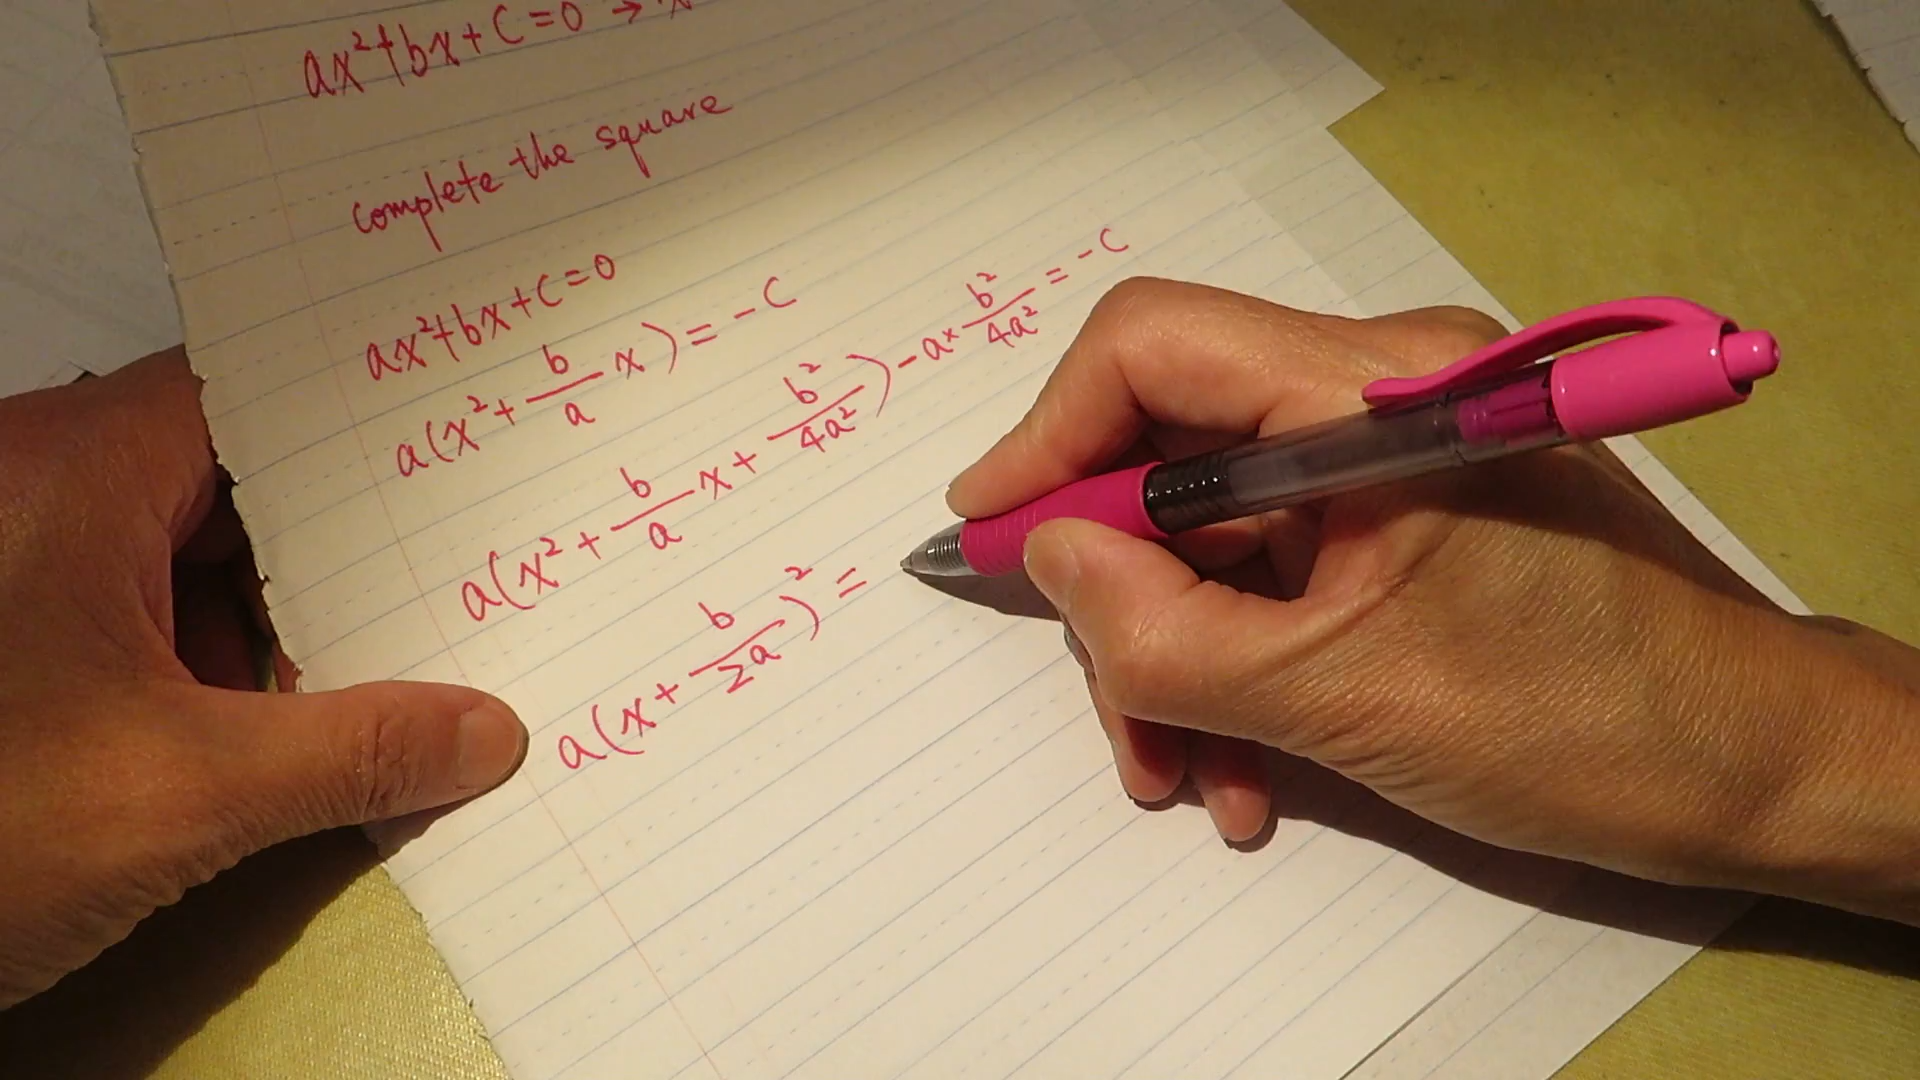 ax²+bx+c=0 → x
complete the square
ax²+bx+c=0
a(x²+b/a x)=-c
a(x²+b/a x+b²/4a²)-a×b²/4a²=-c
a(x+b/2a)²=